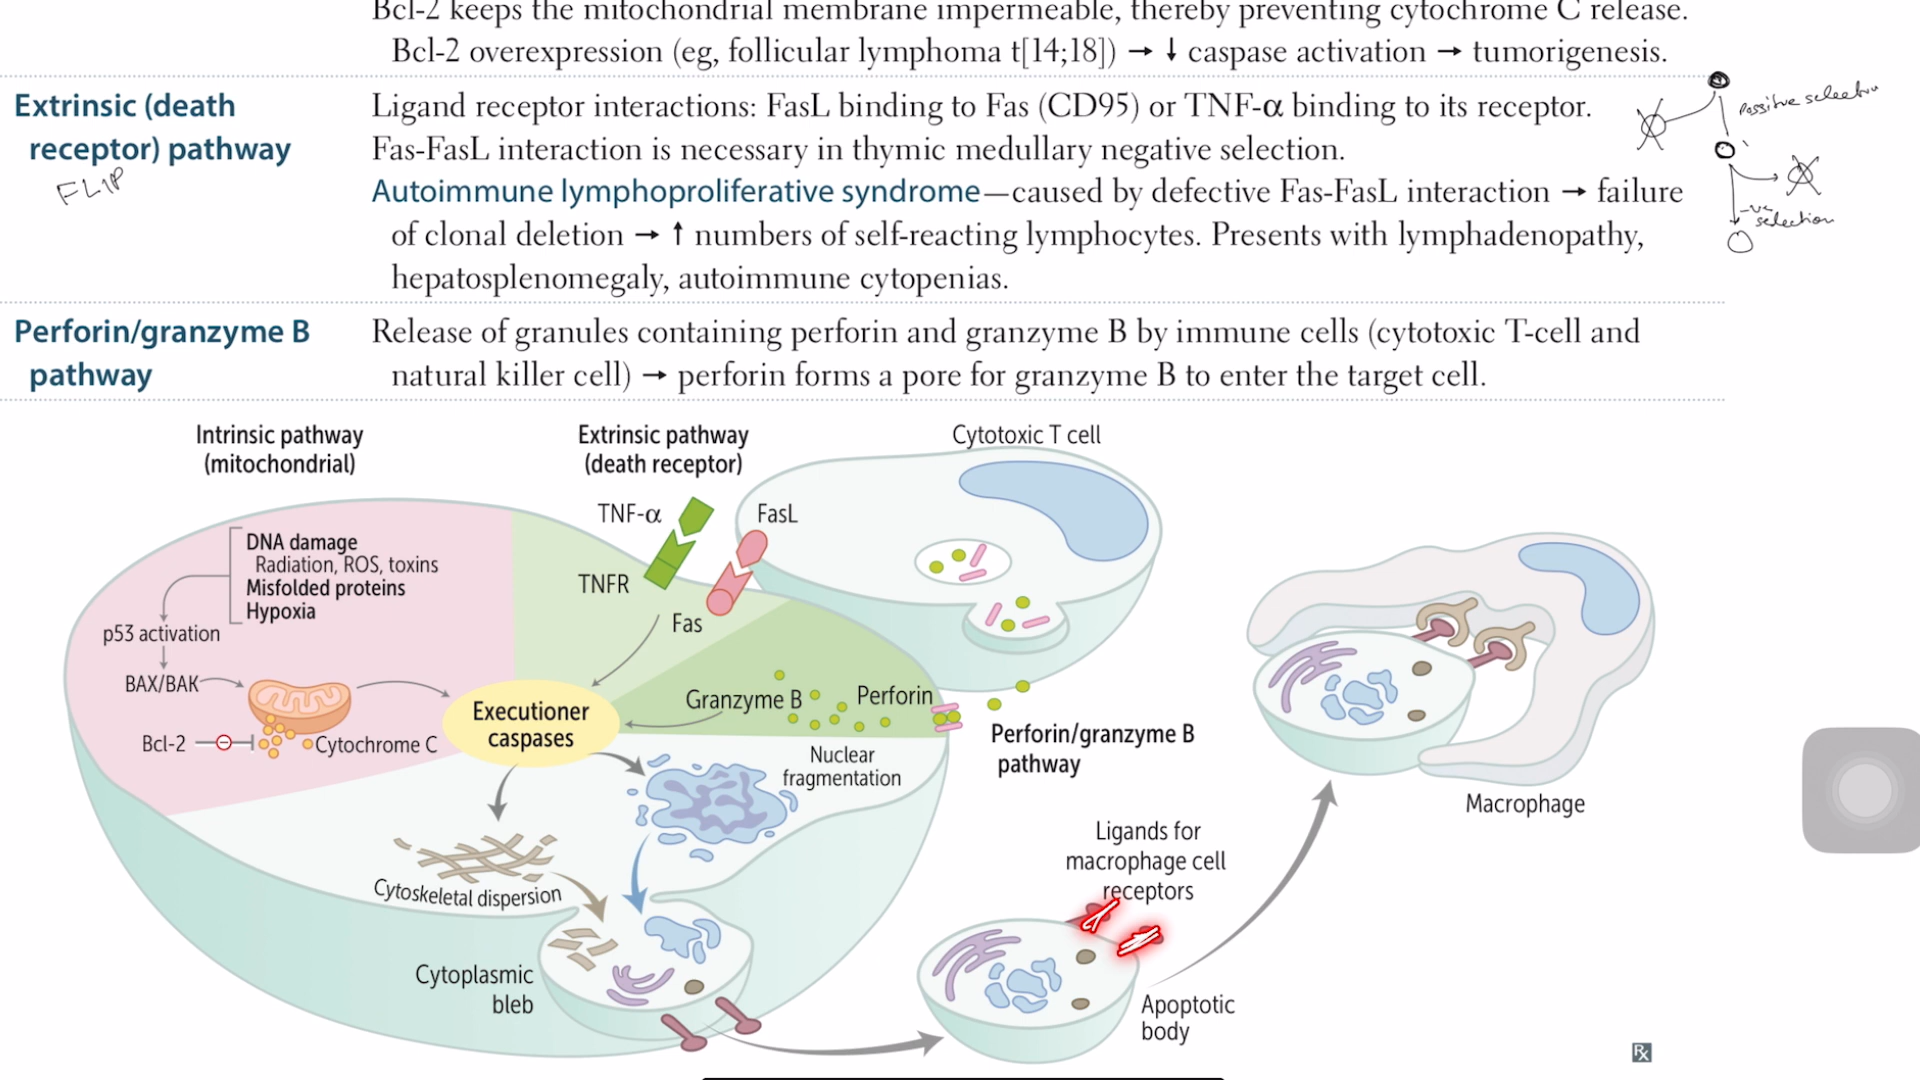 Bcl-2 keeps the mitochondrial membrane impermeable, thereby preventing cytochrome C release.
Bcl-2 overexpression (eg, follicular lymphoma t[14;18]) → ↓ caspase activation → tumorigenesis.
Extrinsic (death
receptor) pathway
FLIP
Ligand receptor interactions: FasL binding to Fas (CD95) or TNF-α binding to its receptor.
Fas-FasL interaction is necessary in thymic medullary negative selection.
Autoimmune lymphoproliferative syndrome—caused by defective Fas-FasL interaction → failure
of clonal deletion → ↑ numbers of self-reacting lymphocytes. Presents with lymphadenopathy,
hepatosplenomegaly, autoimmune cytopenias.
-ve
selection
Perforin/granzyme B
pathway
Release of granules containing perforin and granzyme B by immune cells (cytotoxic T-cell and
natural killer cell) → perforin forms a pore for granzyme B to enter the target cell.
Intrinsic pathway
(mitochondrial)
Extrinsic pathway
(death receptor)
Cytotoxic T cell
TNF-α
FasL
DNA damage
Radiation, ROS, toxins
Misfolded proteins
Hypoxia
TNFR
Fas
p53 activation
BAX/BAK
Granzyme B
Perforin
Executioner
caspases
Bcl-2
Cytochrome C
Nuclear
fragmentation
Perforin/granzyme B
pathway
Macrophage
Ligands for
macrophage cell
receptors
Cytoskeletal dispersion
Cytoplasmic
bleb
Apoptotic
body
Rx